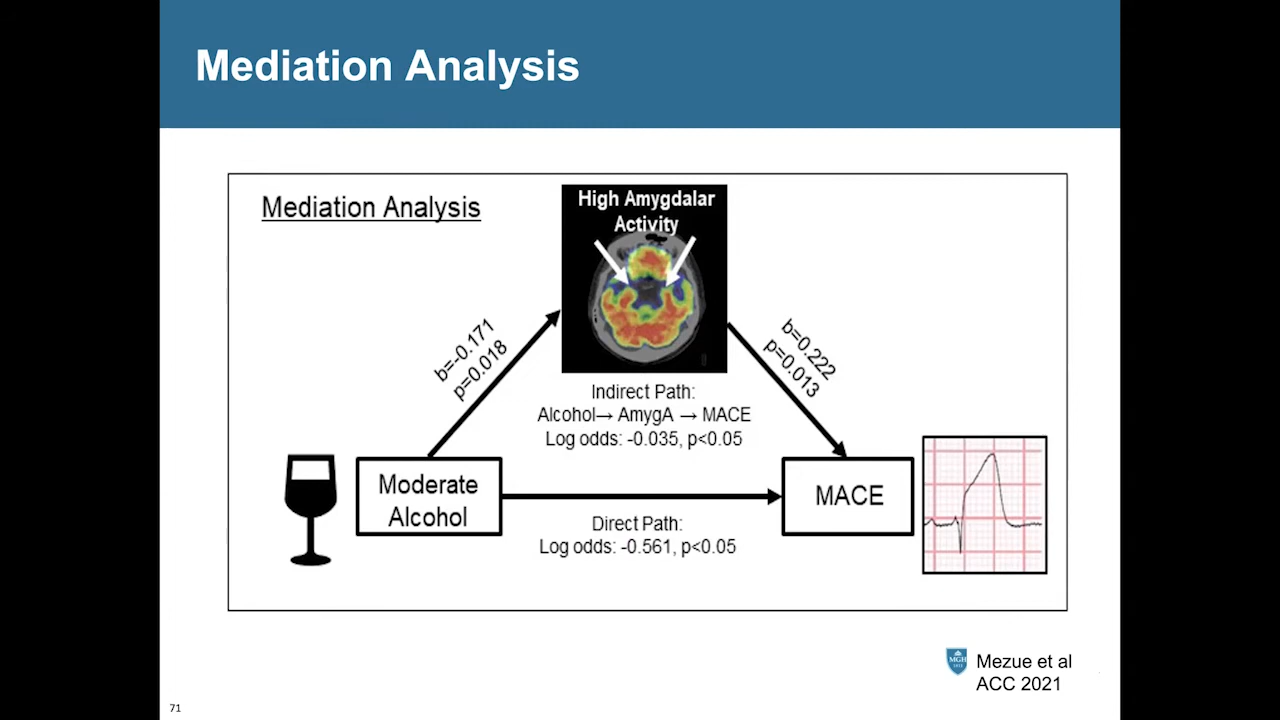 Mediation Analysis
Mediation Analysis
High Amygdalar
Activity
b=-0.171
p=0.018
b=0.222
p=0.013
Indirect Path:
Alcohol→ AmygA → MACE
Log odds: -0.035, p<0.05
Moderate
Alcohol
MACE
Direct Path:
Log odds: -0.561, p<0.05
MGH
1811
Mezue et al
ACC 2021
71